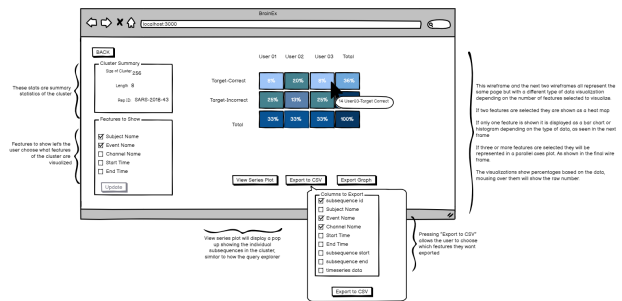 BrainEx
localhost:3000
BACK
Cluster Summary
Size of Cluster 256
Length 8
Rep ID SARS-2016-43
These stats are summary
statistics of the cluster
Features to Show
Subject Name
Event Name
Channel Name
Start Time
End Time
Update
Features to show lets the
user choose what features
of the cluster are
visualized
User 01 User 02 User 03 Total
Target-Correct 8% 20% 8% 36%
Target-Incorrect 25% 13% 25%
14 User03-Target Correct
Total 33% 33% 33% 100%
View Series Plot Export to CSV Export Graph
View series plot will display a pop
up showing the individual
subsequences in the cluster,
similar to how the query explorer
Columns to Export
subsequence id
Subject Name
Event Name
Channel Name
Start Time
End Time
subsequence start
subsequence end
timeseries data
Export to CSV
Pressing "Export to CSV"
allows the user to choose
which features they want
exported
This wireframe and the next two wireframes all represent the
same page but with a different type of data visualization
depending on the number of features selected to visualize.
If two features are selected they are shown as a heat map
If only one feature is shown it is displayed as a bar chart or
histogram depending on the type of data, as seen in the next
frame
If three or more features are selected they will be
represented in a parallel axes plot. As shown in the final wire
frame.
The visualizations show percentages based on the data,
mousing over them will show the raw number.